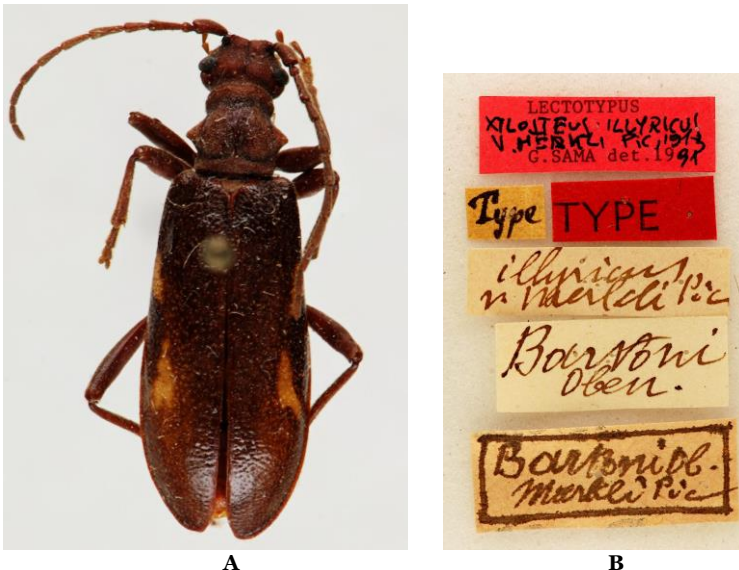 LECTOTYPUS
XILOSTEUS ILLYRICUS
V. MERKLI PIC, 1913
G. SAMA det. 1991
Type
TYPE
illyricus
v. Merkli Pic
Bartoni
Oben.
Bartoni Ob.
Merkli Pic
A
B